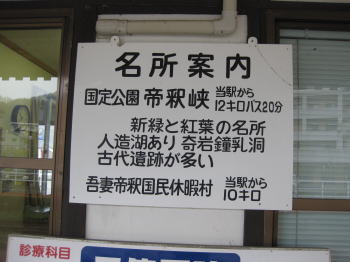 名所案内
国定公園 帝釈峡 当駅から 12キロバス20分
新緑と紅葉の名所
人造湖あり 奇岩鐘乳洞
古代遺跡が多い
吾妻帝釈国民休暇村 当駅から 10キロ
診療科目